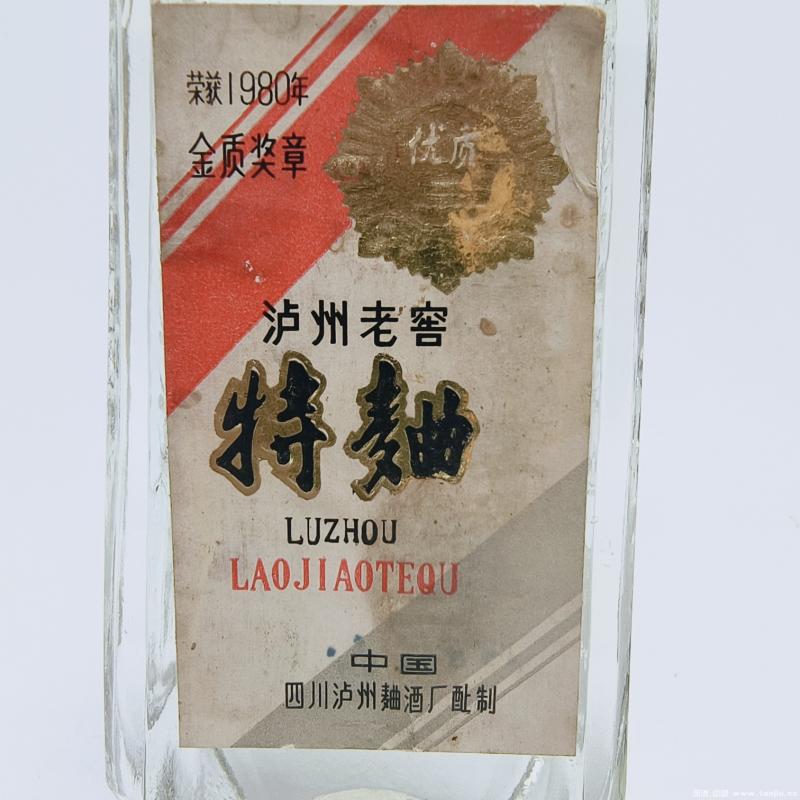 荣获1980年
金质奖章
优质
泸州老窖
特麯
LUZHOU
LAOJIAOTEQU
中国
四川泸州麯酒厂酝制